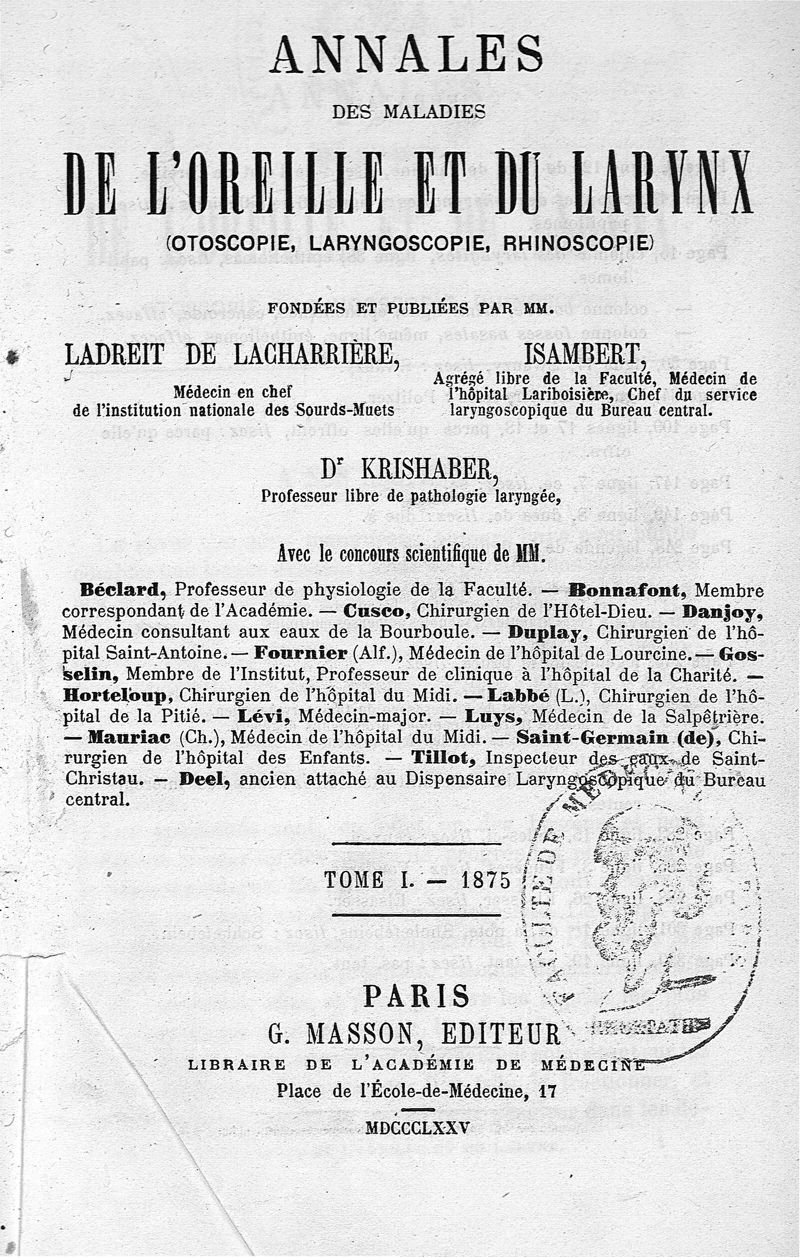 ANNALES
DES MALADIES
DE L'OREILLE ET DU LARYNX
(OTOSCOPIE, LARYNGOSCOPIE, RHINOSCOPIE)
FONDÉES ET PUBLIÉES PAR MM.
LADREIT DE LACHARRIÈRE,
Médecin en chef
de l'institution nationale des Sourds-Muets
ISAMBERT,
Agrégé libre de la Faculté, Médecin de
l'hôpital Lariboisière, Chef du service
laryngoscopique du Bureau central.
Dr KRISHABER,
Professeur libre de pathologie laryngée,
Avec le concours scientifique de MM.
Béclard, Professeur de physiologie de la Faculté. — Bonnafont, Membre
correspondant de l'Académie. — Cusco, Chirurgien de l'Hôtel-Dieu. — Danjoy,
Médecin consultant aux eaux de la Bourboule. — Duplay, Chirurgien de l'hô-
pital Saint-Antoine. — Fournier (Alf.), Médecin de l'hôpital de Lourcine. — Gos-
selin, Membre de l'Institut, Professeur de clinique à l'hôpital de la Charité. —
Horteloup, Chirurgien de l'hôpital du Midi. — Labbé (L.), Chirurgien de l'hô-
pital de la Pitié. — Lévi, Médecin-major. — Luys, Médecin de la Salpêtrière.
— Mauriac (Ch.), Médecin de l'hôpital du Midi. — Saint-Germain (de), Chi-
rurgien de l'hôpital des Enfants. — Tillot, Inspecteur des eaux de Saint-
Christau. — Deel, ancien attaché au Dispensaire Laryngoscopique du Bureau
central.
TOME I. — 1875
FACULTÉ DE MÉDECINE
PARIS
G. MASSON, EDITEUR
LIBRAIRE DE L'ACADÉMIE DE MÉDECINE
Place de l'École-de-Médecine, 17
MDCCCLXXV